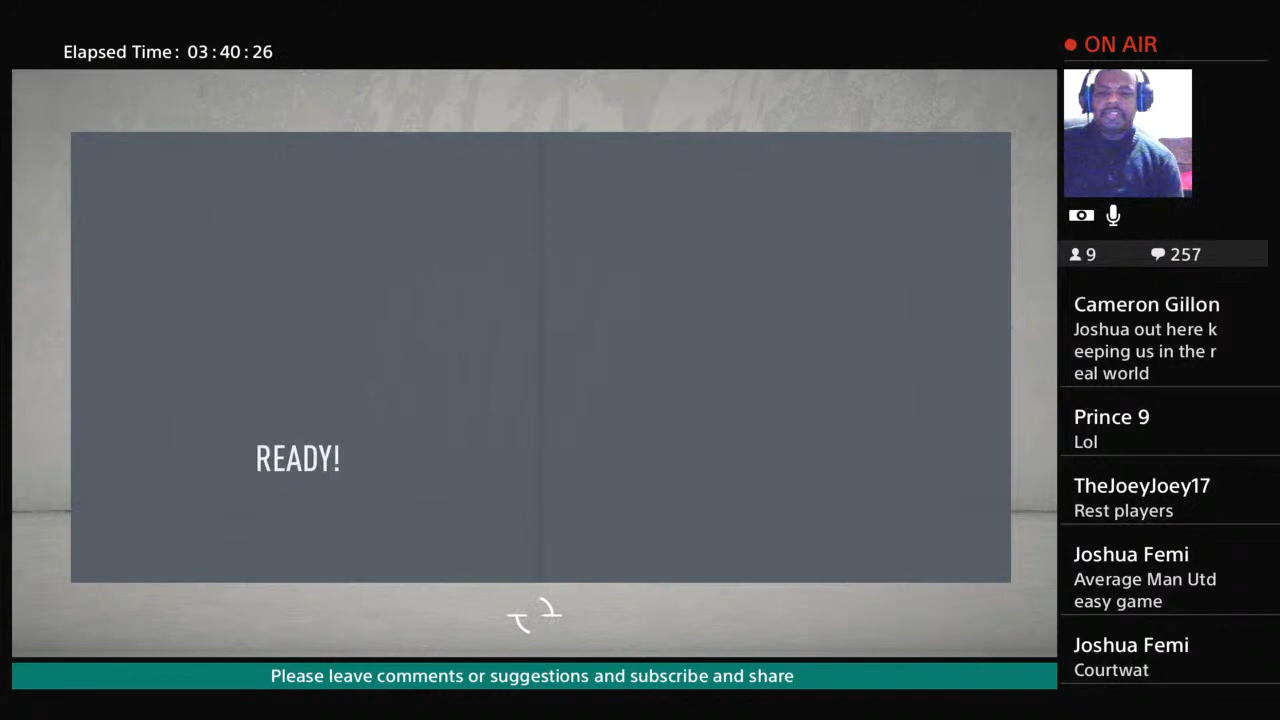 Elapsed Time: 03:40:26
ON AIR
9 257
Cameron Gillon
Joshua out here k
eeping us in the r
eal world
Prince 9
Lol
TheJoeyJoey17
Rest players
Joshua Femi
Average Man Utd
easy game
Joshua Femi
Courtwat
READY!
Please leave comments or suggestions and subscribe and share